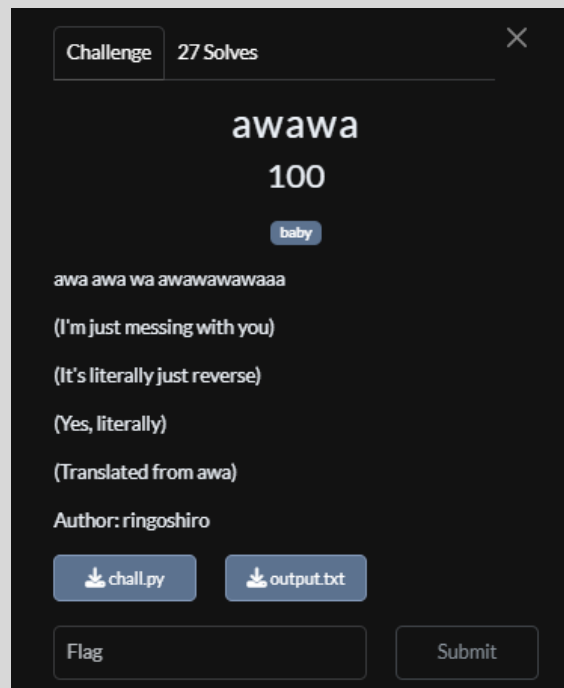 Challenge
27 Solves
awawa
100
baby
awa awa wa awawawawaaa
(I'm just messing with you)
(It's literally just reverse)
(Yes, literally)
(Translated from awa)
Author: ringoshiro
chall.py
output.txt
Flag
Submit